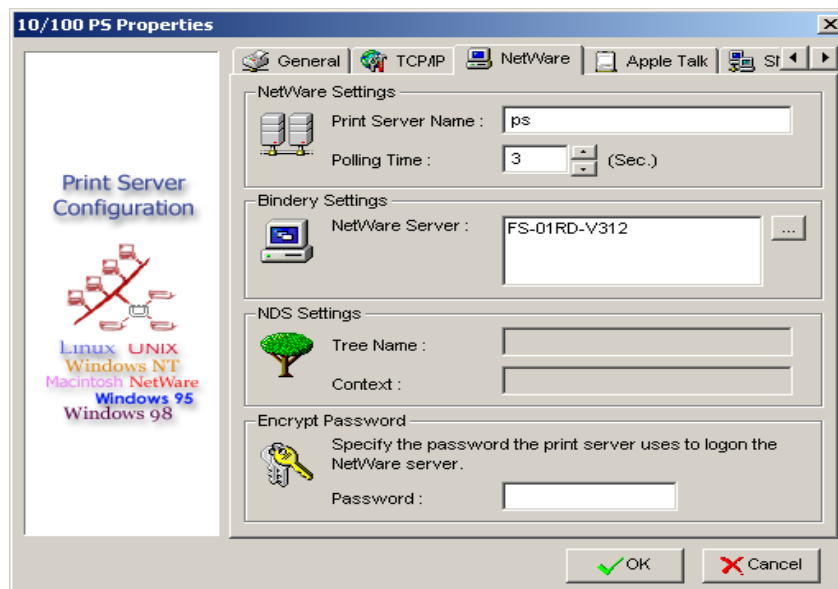 10/100 PS Properties
General
TCP/IP
NetWare
Apple Talk
NetWare Settings
Print Server Name :
ps
Polling Time :
3
(Sec.)
Bindery Settings
NetWare Server :
FS-01RD-V312
...
NDS Settings
Tree Name :
Context :
Encrypt Password
Specify the password the print server uses to logon the
NetWare server.
Password :
Print Server
Configuration
Linux UNIX
Windows NT
Macintosh NetWare
Windows 95
Windows 98
OK
Cancel